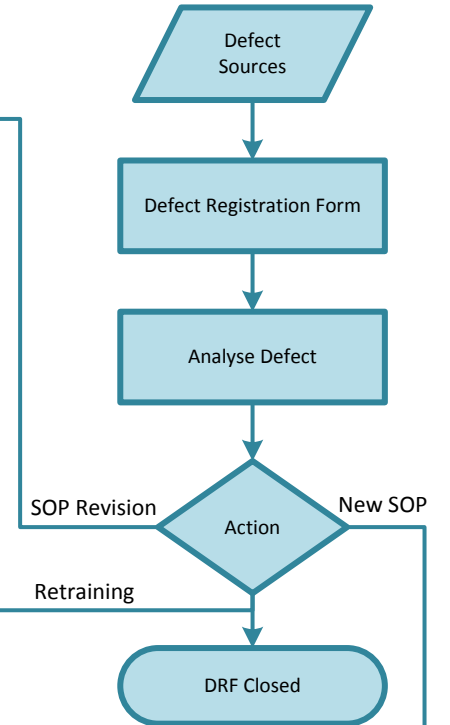 Defect
Sources
Defect Registration Form
Analyse Defect
SOP Revision
Action
New SOP
Retraining
DRF Closed